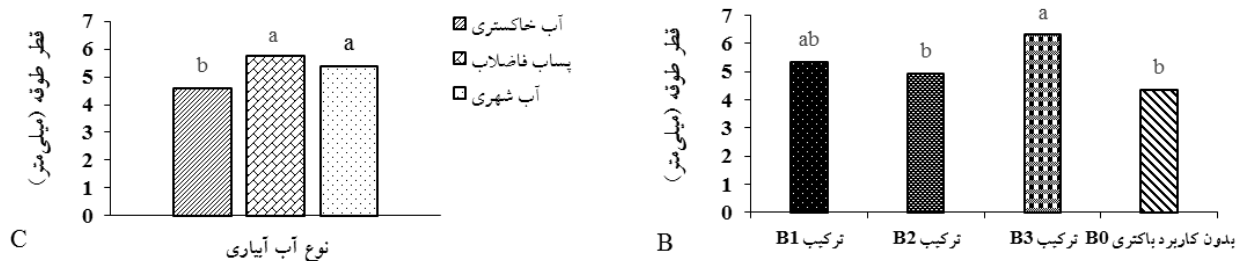 7
6
5
4
3
2
1
0
قطر طوقه (میلی‌متر)
b
a
a
نوع آب آبیاری
C
آب خاکستری
پساب فاضلاب
آب شهری
7
6
5
4
3
2
1
0
قطر طوقه (میلی‌متر)
ab
b
a
b
ترکیب B1
ترکیب B2
ترکیب B3
بدون کاربرد باکتری B0
B